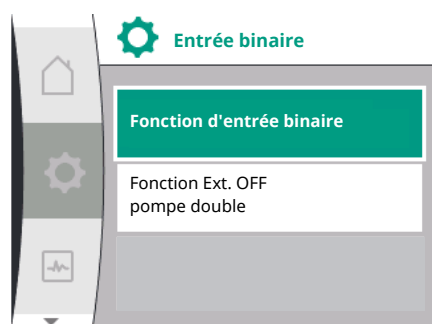 Entrée binaire
Fonction d'entrée binaire
Fonction Ext. OFF
pompe double